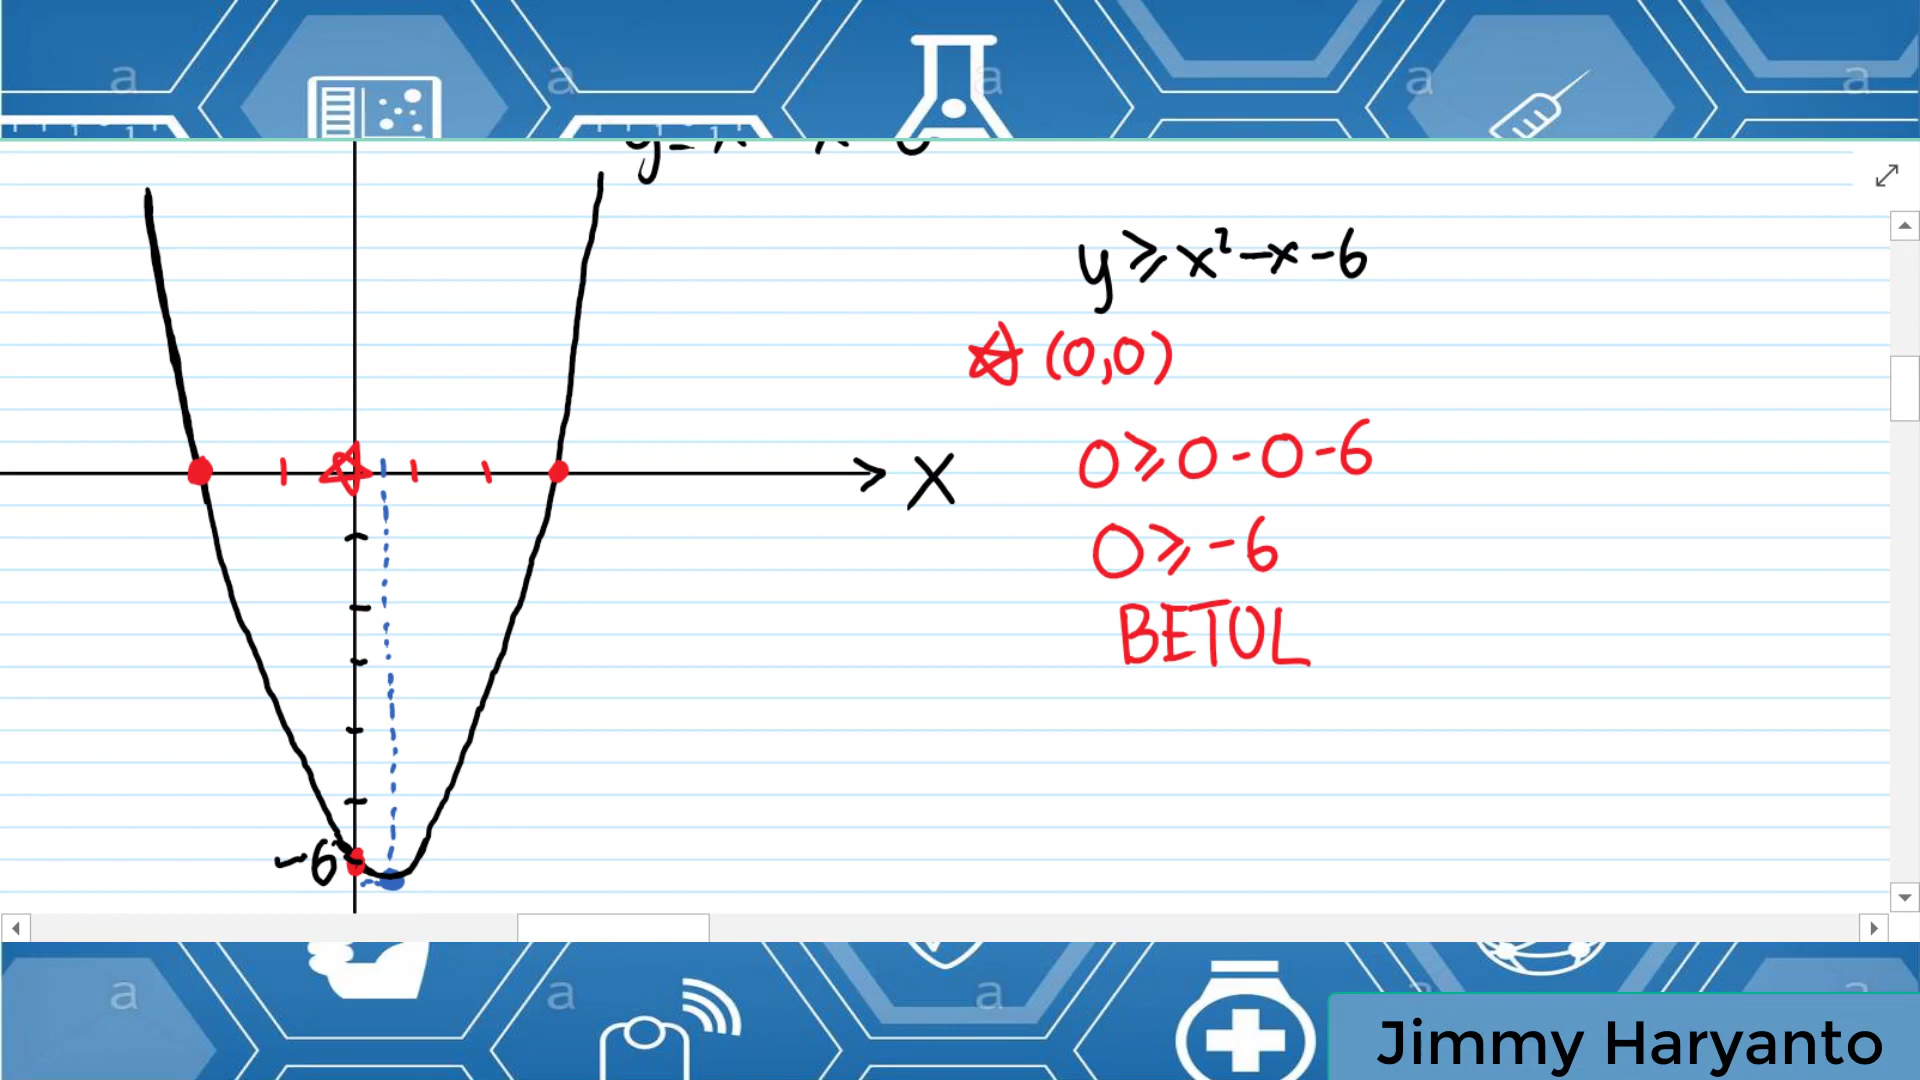 y ≥ x² - x - 6
(0,0)
0 ≥ 0 - 0 - 6
X
0 ≥ -6
BETUL
-6
Jimmy Haryanto